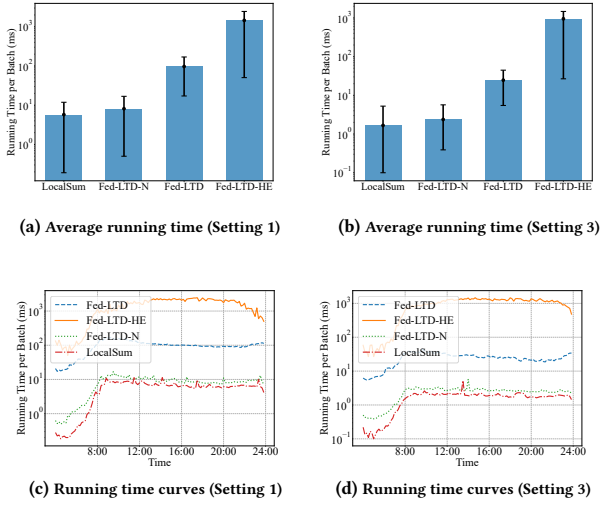 Running Time per Batch (ms)
10³
10²
10¹
10⁰
LocalSum Fed-LTD-N Fed-LTD Fed-LTD-HE
(a) Average running time (Setting 1)
Running Time per Batch (ms)
10³
10²
10¹
10⁰
10⁻¹
LocalSum Fed-LTD-N Fed-LTD Fed-LTD-HE
(b) Average running time (Setting 3)
Running Time per Batch (ms)
10³
10²
10¹
10⁰
Fed-LTD
Fed-LTD-HE
Fed-LTD-N
LocalSum
8:00 12:00 16:00 20:00 24:00
Time
(c) Running time curves (Setting 1)
Running Time per Batch (ms)
10³
10²
10¹
10⁰
10⁻¹
Fed-LTD
Fed-LTD-HE
Fed-LTD-N
LocalSum
8:00 12:00 16:00 20:00 24:00
Time
(d) Running time curves (Setting 3)